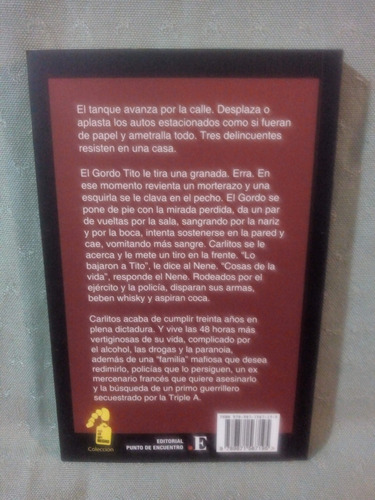 El tanque avanza por la calle. Desplaza o
aplasta los autos estacionados como si fueran
de papel y ametralla todo. Tres delincuentes
resisten en una casa.
El Gordo Tito le tira una granada. Erra. En
ese momento revienta un morterazo y una
esquirla se le clava en el pecho. El Gordo se
pone de pie con la mirada perdida, da un par
de vueltas por la sala, sangrando por la nariz
y por la boca, intenta sostenerse en la pared y
cae, vomitando más sangre. Carlitos se le
acerca y le mete un tiro en la frente. "Lo
bajaron a Tito", le dice al Nene. "Cosas de la
vida", responde el Nene. Rodeados por el
ejército y la policía, disparan sus armas,
beben whisky y aspiran coca.
Carlitos acaba de cumplir treinta años en
plena dictadura. Y vive las 48 horas más
vertiginosas de su vida, complicado por
el alcohol, las drogas y la paranoia,
además de una "familia" mafiosa que desea
redimirlo, policías que lo persiguen, un ex
mercenario francés que quiere asesinarlo
y la búsqueda de un primo guerrillero
secuestrado por la Triple A.
Colección
EDITORIAL
PUNTO DE ENCUENTRO
.E
ISBN